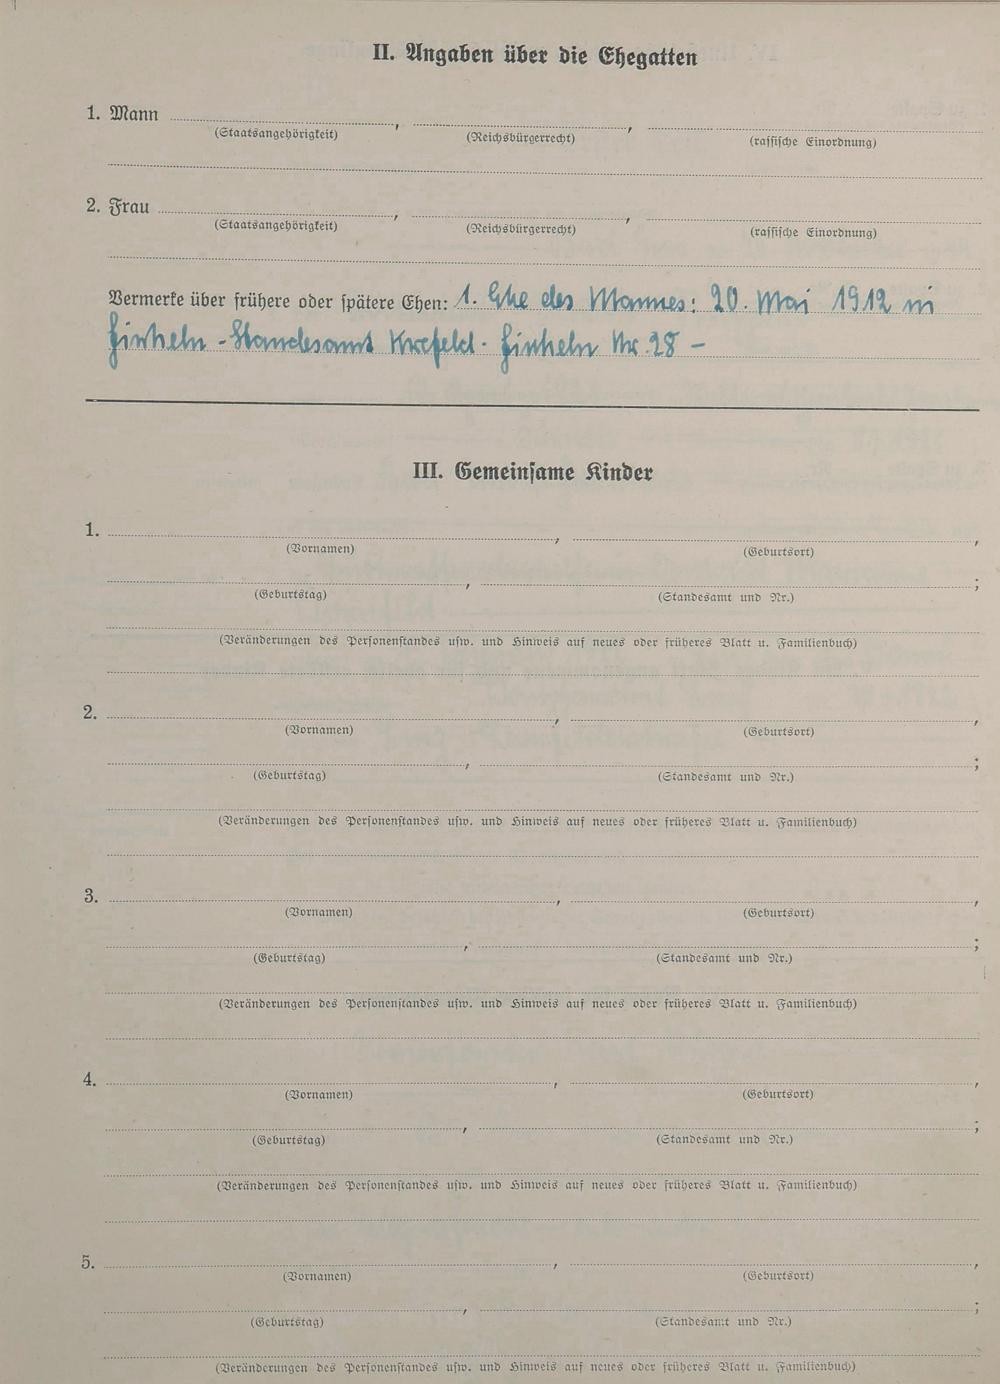 II. Angaben über die Ehegatten
1. Mann , ,
(Staatsangehörigkeit) (Reichsbürgerrecht) (rassische Einordnung)
2. Frau , ,
(Staatsangehörigkeit) (Reichsbürgerrecht) (rassische Einordnung)
Vermerke über frühere oder spätere Ehen: 1. Ehe des Mannes: 20. Mai 1912 in
Finheln - Standesamt Krefeld - Finheln Nr. 28 -
III. Gemeinsame Kinder
1. , ,
(Vornamen) (Geburtsort)
, ;
(Geburtstag) (Standesamt und Nr.)
(Veränderungen des Personenstandes usw. und Hinweis auf neues oder früheres Blatt u. Familienbuch)
2. , ,
(Vornamen) (Geburtsort)
, ;
(Geburtstag) (Standesamt und Nr.)
(Veränderungen des Personenstandes usw. und Hinweis auf neues oder früheres Blatt u. Familienbuch)
3. , ,
(Vornamen) (Geburtsort)
, ;
(Geburtstag) (Standesamt und Nr.)
(Veränderungen des Personenstandes usw. und Hinweis auf neues oder früheres Blatt u. Familienbuch)
4. , ,
(Vornamen) (Geburtsort)
, ;
(Geburtstag) (Standesamt und Nr.)
(Veränderungen des Personenstandes usw. und Hinweis auf neues oder früheres Blatt u. Familienbuch)
5. , ,
(Vornamen) (Geburtsort)
, ;
(Geburtstag) (Standesamt und Nr.)
(Veränderungen des Personenstandes usw. und Hinweis auf neues oder früheres Blatt u. Familienbuch)